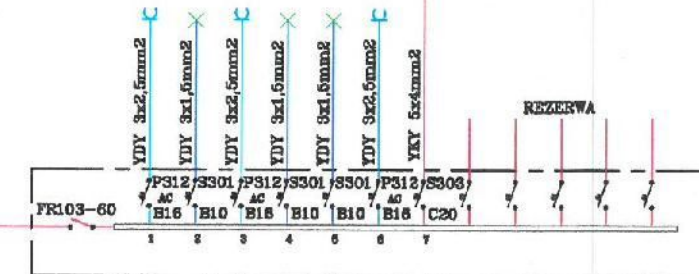 YDY 3x2,5mm2
YDY 3x1,5mm2
YDY 3x2,5mm2
YDY 3x1,5mm2
YDY 3x1,5mm2
YDY 3x2,5mm2
YKY 5x4mm2
REZERWA
P312 S301 P312 S301 S301 P312 S303
AC AC AC
FR103-60
B16 B10 B16 B10 B10 B16 C20
1 2 3 4 5 6 7